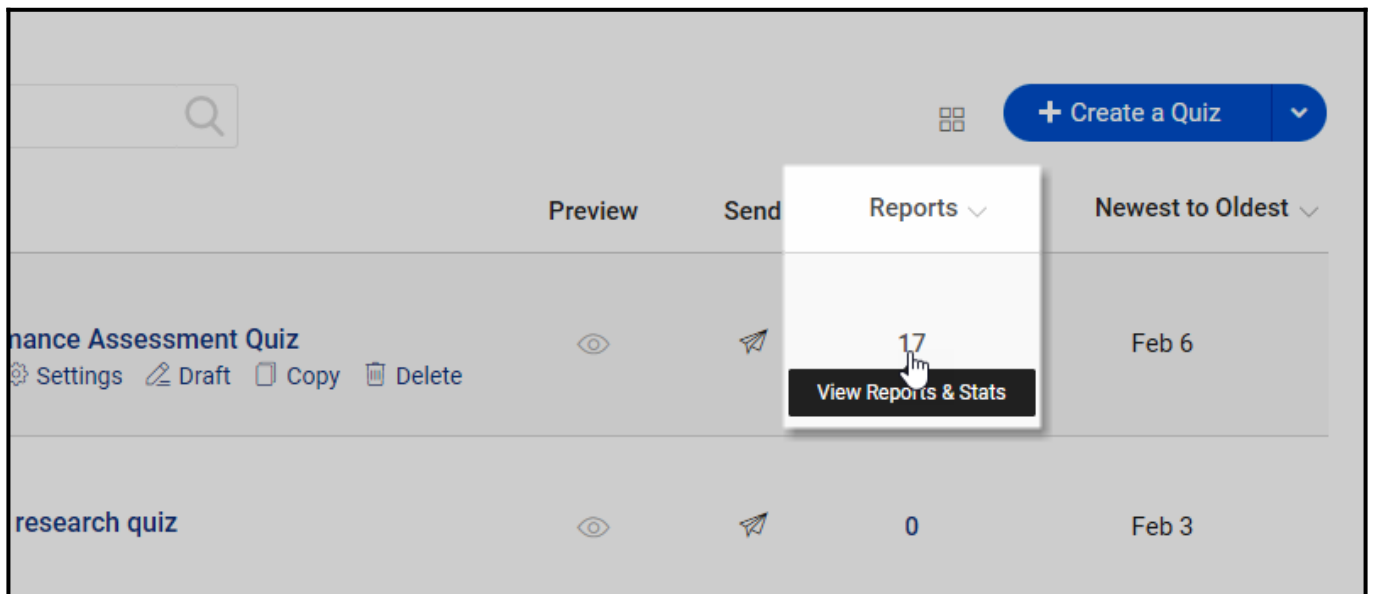 + Create a Quiz
Preview Send Reports Newest to Oldest
Assessment Quiz
17 Feb 6
Settings Draft Copy Delete
View Reports & Stats
research quiz
0 Feb 3